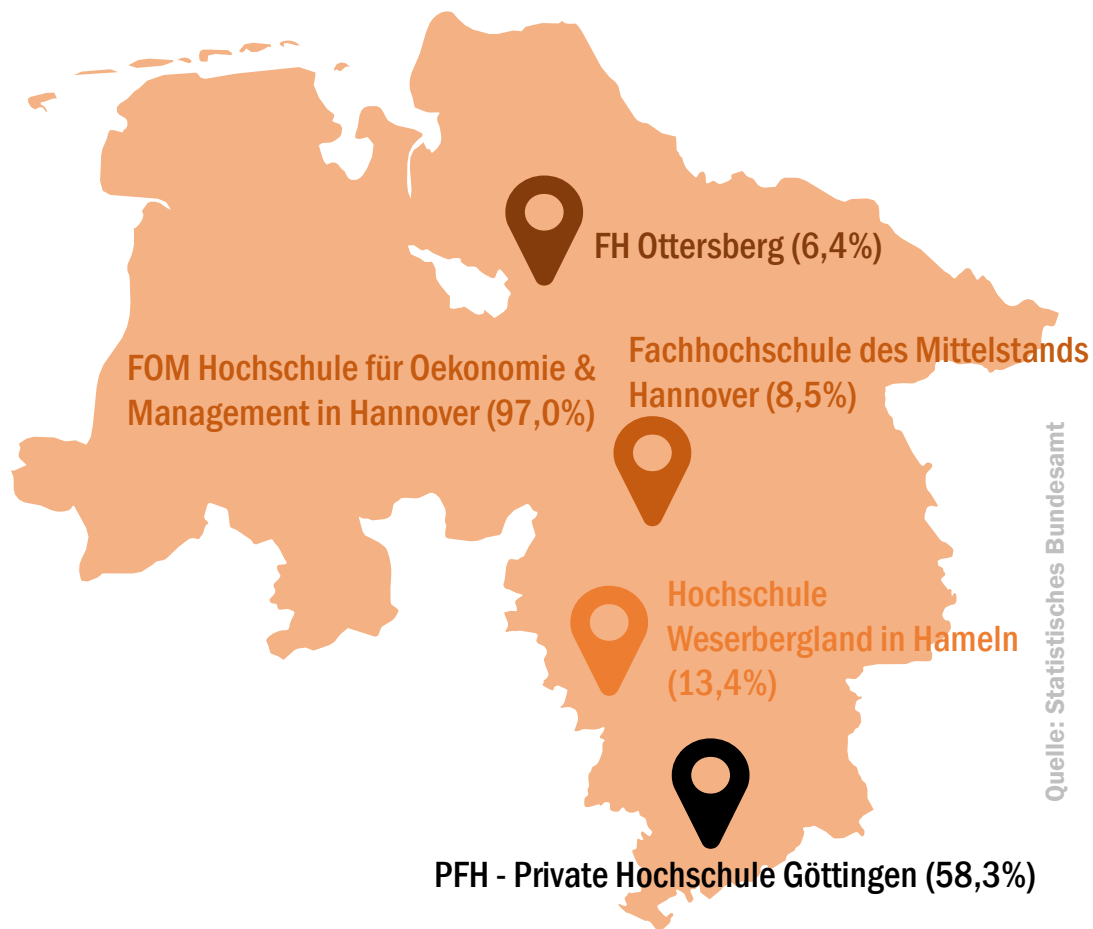 FH Ottersberg (6,4%)
FOM Hochschule für Oekonomie &
Management in Hannover (97,0%)
Fachhochschule des Mittelstands
Hannover (8,5%)
Hochschule
Weserbergland in Hameln
(13,4%)
PFH - Private Hochschule Göttingen (58,3%)
Quelle: Statistisches Bundesamt